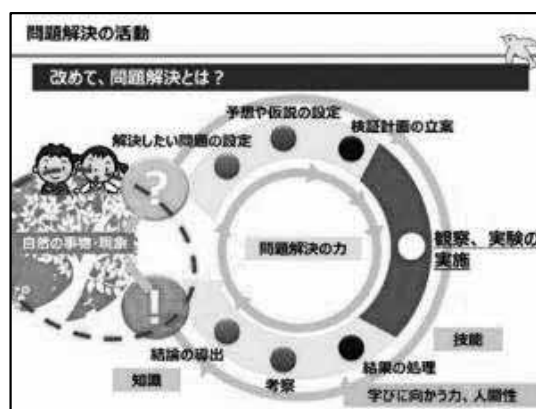 問題解決の活動
改めて、問題解決とは？
予想や仮説の設定
検証計画の立案
解決したい問題の設定
?
自然の事物・現象
問題解決の力
観察、実験の
実施
!
技能
結論の導出
結果の処理
知識
考察
学びに向かう力、人間性